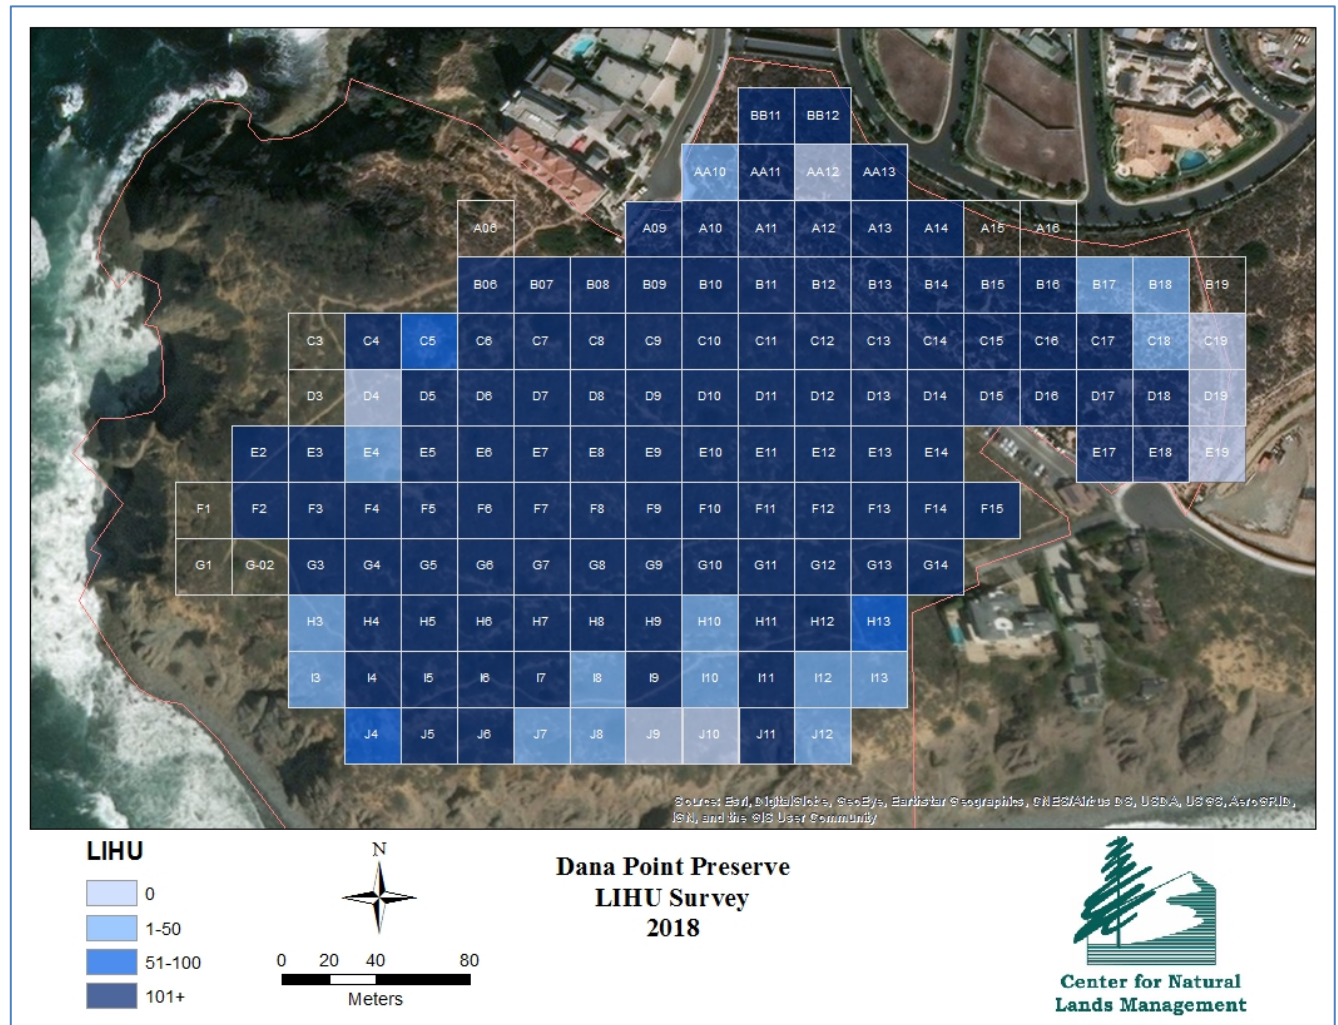 BB11 BB12
AA10 AA11 AA12 AA13
A06 A09 A10 A11 A12 A13 A14 A15 A16
B06 B07 B08 B09 B10 B11 B12 B13 B14 B15 B16 B17 B18 B19
C3 C4 C5 C6 C7 C8 C9 C10 C11 C12 C13 C14 C15 C16 C17 C18 C19
D3 D4 D5 D6 D7 D8 D9 D10 D11 D12 D13 D14 D15 D16 D17 D18 D19
E2 E3 E4 E5 E6 E7 E8 E9 E10 E11 E12 E13 E14 E17 E18 E19
F1 F2 F3 F4 F5 F6 F7 F8 F9 F10 F11 F12 F13 F14 F15
G1 G-02 G3 G4 G5 G6 G7 G8 G9 G10 G11 G12 G13 G14
H3 H4 H5 H6 H7 H8 H9 H10 H11 H12 H13
I3 I4 I5 I6 I7 I8 I9 I10 I11 I12 I13
J4 J5 J6 J7 J8 J9 J10 J11 J12
Source: Esri, DigitalGlobe, GeoEye, Earthstar Geographics, CNES/Airbus DS, USDA, USGS, AeroGRID,
IGN, and the GIS User Community
LIHU
0
1-50
51-100
101+
N
0 20 40 80
Meters
Dana Point Preserve
LIHU Survey
2018
Center for Natural
Lands Management